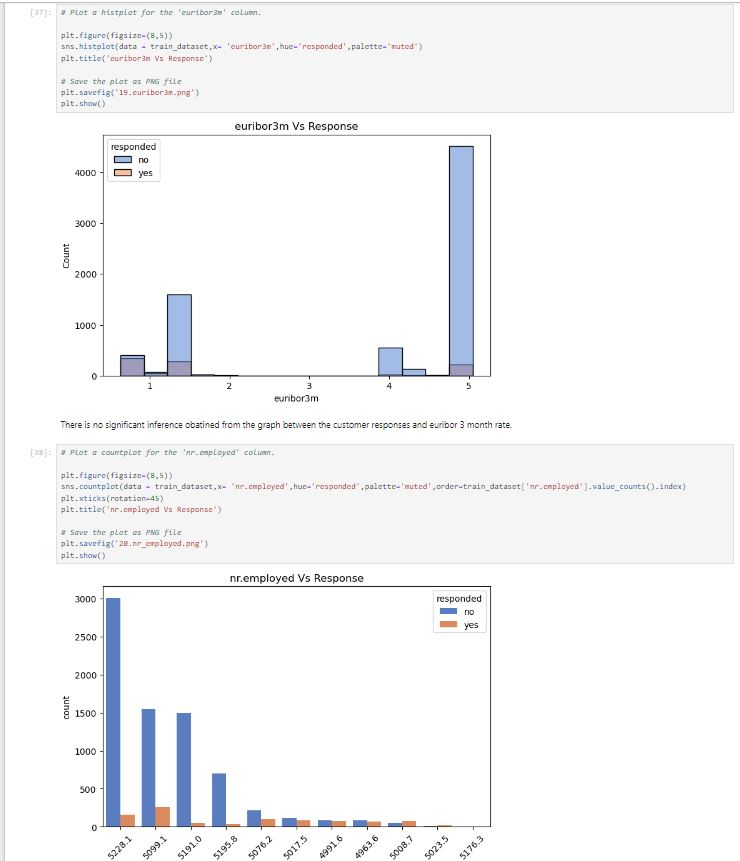 [37]: # Plot a histplot for the 'euribor3m' column.
plt.figure(figsize=(8,5))
sns.histplot(data = train_dataset,x= 'euribor3m',hue='responded',palette='muted')
plt.title('euribor3m Vs Response')
# Save the plot as PNG file
plt.savefig('19.euribor3m.png')
plt.show()
euribor3m Vs Response
responded
no
yes
4000
3000
2000
1000
0
Count
1 2 3 4 5
euribor3m
There is no significant inference obatined from the graph between the customer responses and euribor 3 month rate.
[38]: # Plot a countplot for the 'nr.employed' column.
plt.figure(figsize=(8,5))
sns.countplot(data = train_dataset,x= 'nr.employed',hue='responded',palette='muted',order=train_dataset['nr.employed'].value_counts().index)
plt.xticks(rotation=45)
plt.title('nr.employed Vs Response')
# Save the plot as PNG file
plt.savefig('20.nr_employed.png')
plt.show()
nr.employed Vs Response
responded
no
yes
3000
2500
2000
1500
1000
500
0
count
5228.1 5099.1 5191.0 5195.8 5076.2 5017.5 4991.6 4963.6 5008.7 5023.5 5176.3